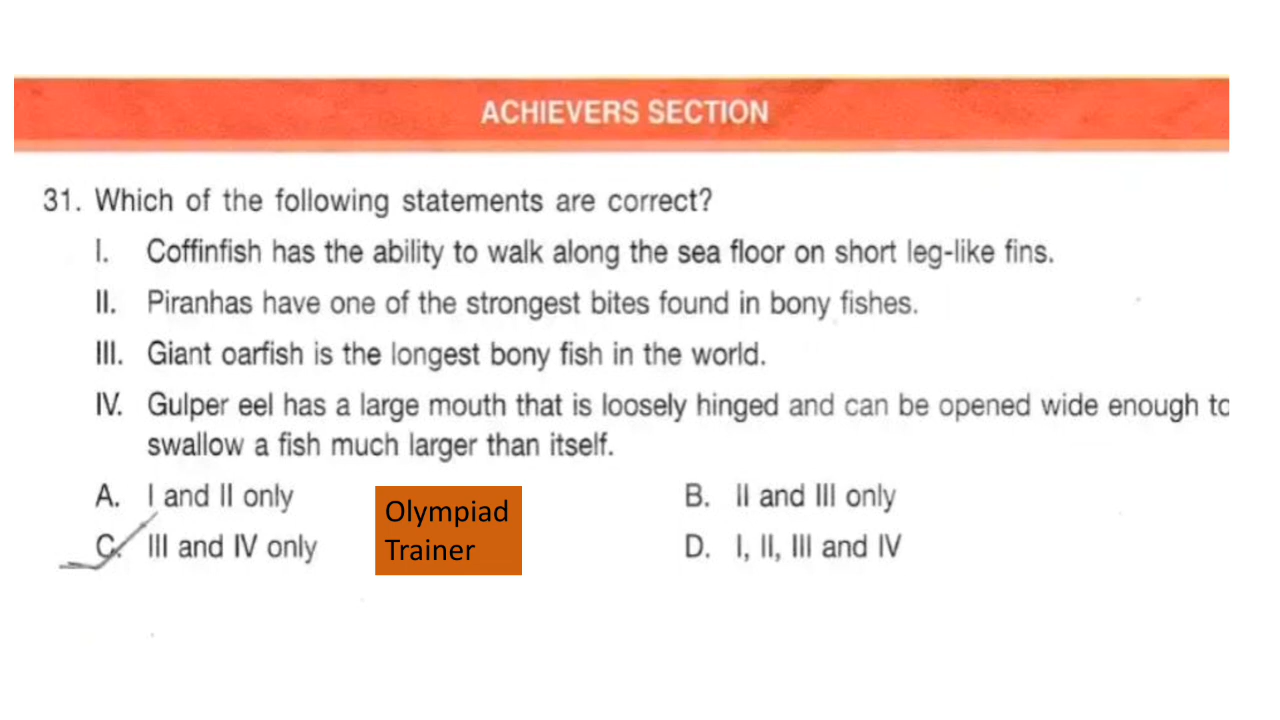 ACHIEVERS SECTION
31. Which of the following statements are correct?
I. Coffinfish has the ability to walk along the sea floor on short leg-like fins.
II. Piranhas have one of the strongest bites found in bony fishes.
III. Giant oarfish is the longest bony fish in the world.
IV. Gulper eel has a large mouth that is loosely hinged and can be opened wide enough to
swallow a fish much larger than itself.
A. I and II only
B. II and III only
Olympiad
Trainer
C. III and IV only
D. I, II, III and IV